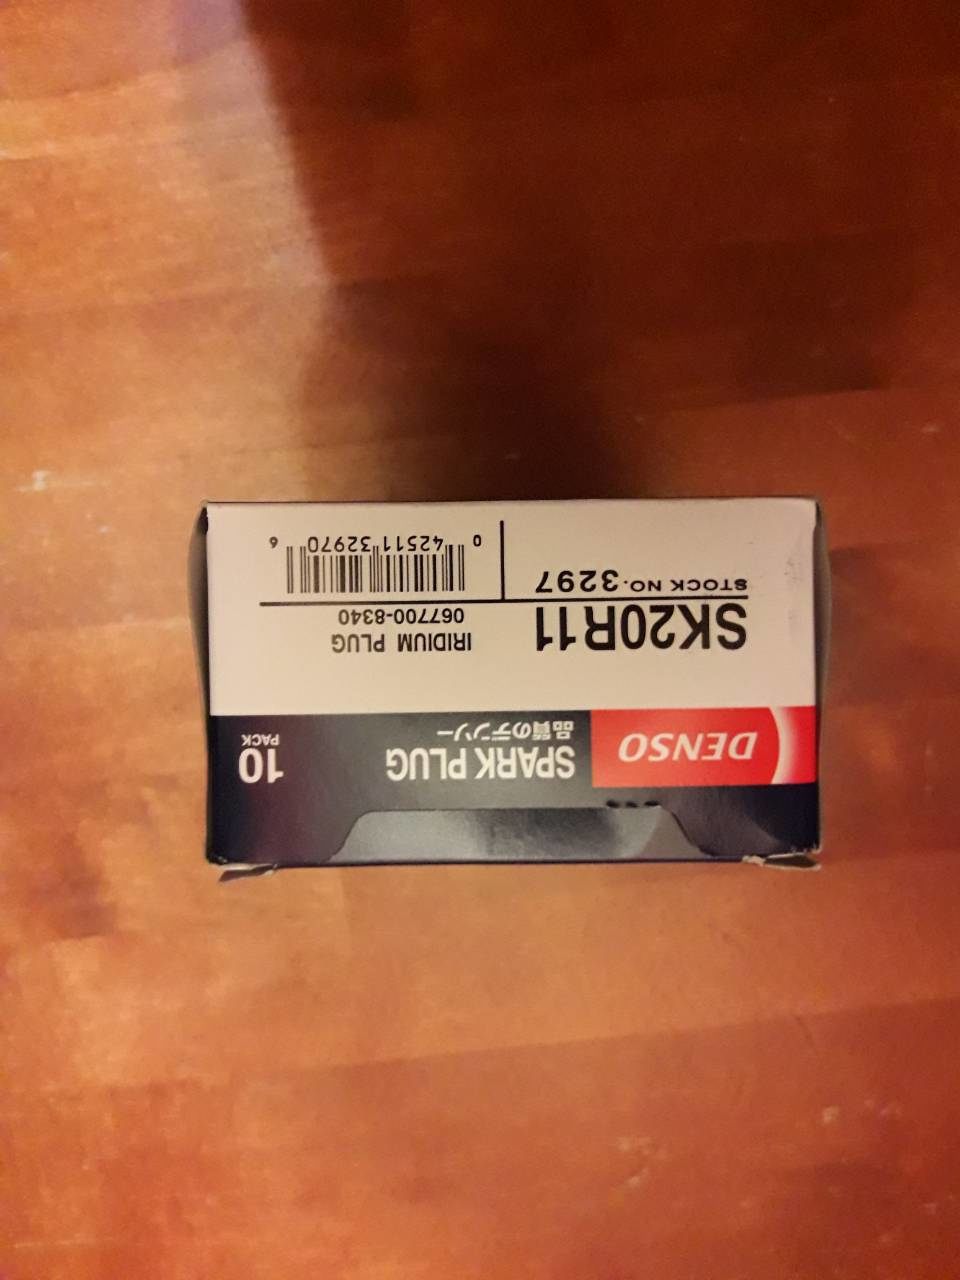 DENSO
SPARK PLUG
品質のデンソー
10
PACK
SK20R11
IRIDIUM PLUG
067700-8340
STOCK NO. 3297
0 42511 32970 6